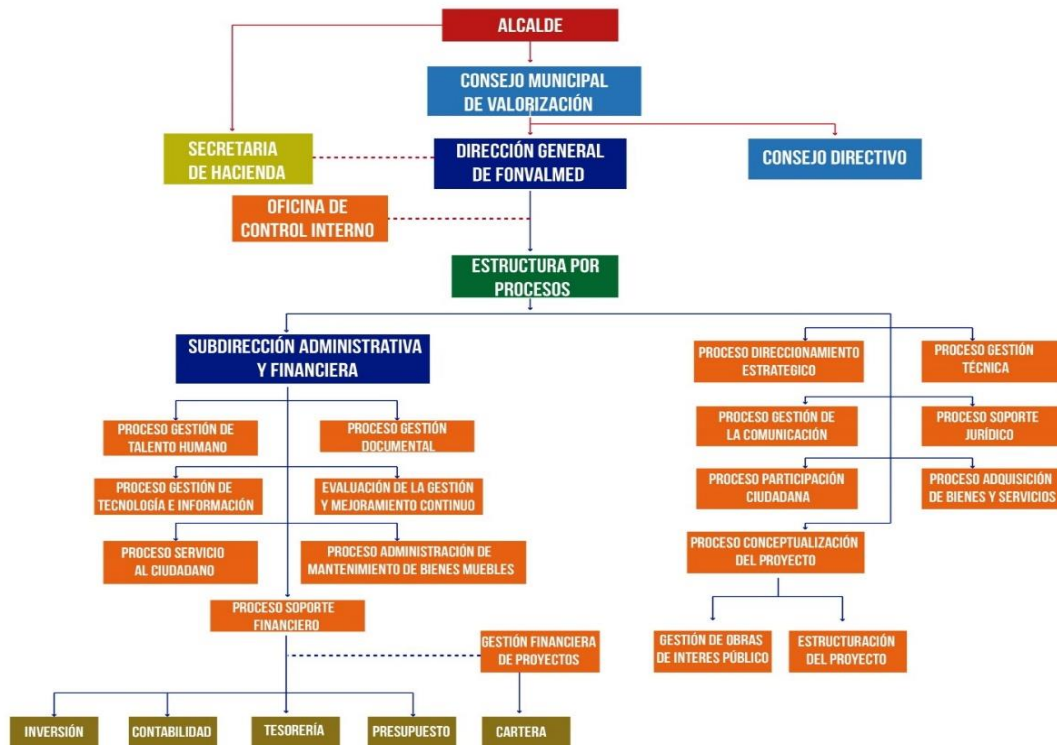 ALCALDE
CONSEJO MUNICIPAL
DE VALORIZACIÓN
SECRETARIA
DE HACIENDA
DIRECCIÓN GENERAL
DE FONVALMED
CONSEJO DIRECTIVO
OFICINA DE
CONTROL INTERNO
ESTRUCTURA POR
PROCESOS
SUBDIRECCIÓN ADMINISTRATIVA
Y FINANCIERA
PROCESO GESTIÓN DE
TALENTO HUMANO
PROCESO GESTIÓN
DOCUMENTAL
PROCESO GESTIÓN DE
TECNOLOGÍA E INFORMACIÓN
EVALUACIÓN DE LA GESTIÓN
Y MEJORAMIENTO CONTINUO
PROCESO SERVICIO
AL CIUDADANO
PROCESO ADMINISTRACIÓN DE
MANTENIMIENTO DE BIENES MUEBLES
PROCESO SOPORTE
FINANCIERO
GESTIÓN FINANCIERA
DE PROYECTOS
INVERSIÓN
CONTABILIDAD
TESORERÍA
PRESUPUESTO
CARTERA
PROCESO DIRECCIONAMIENTO
ESTRATEGICO
PROCESO GESTIÓN
TÉCNICA
PROCESO GESTIÓN DE
LA COMUNICACIÓN
PROCESO SOPORTE
JURÍDICO
PROCESO PARTICIPACIÓN
CIUDADANA
PROCESO ADQUISICIÓN
DE BIENES Y SERVICIOS
PROCESO CONCEPTUALIZACIÓN
DEL PROYECTO
GESTIÓN DE OBRAS
DE INTERES PÚBLICO
ESTRUCTURACIÓN
DEL PROYECTO